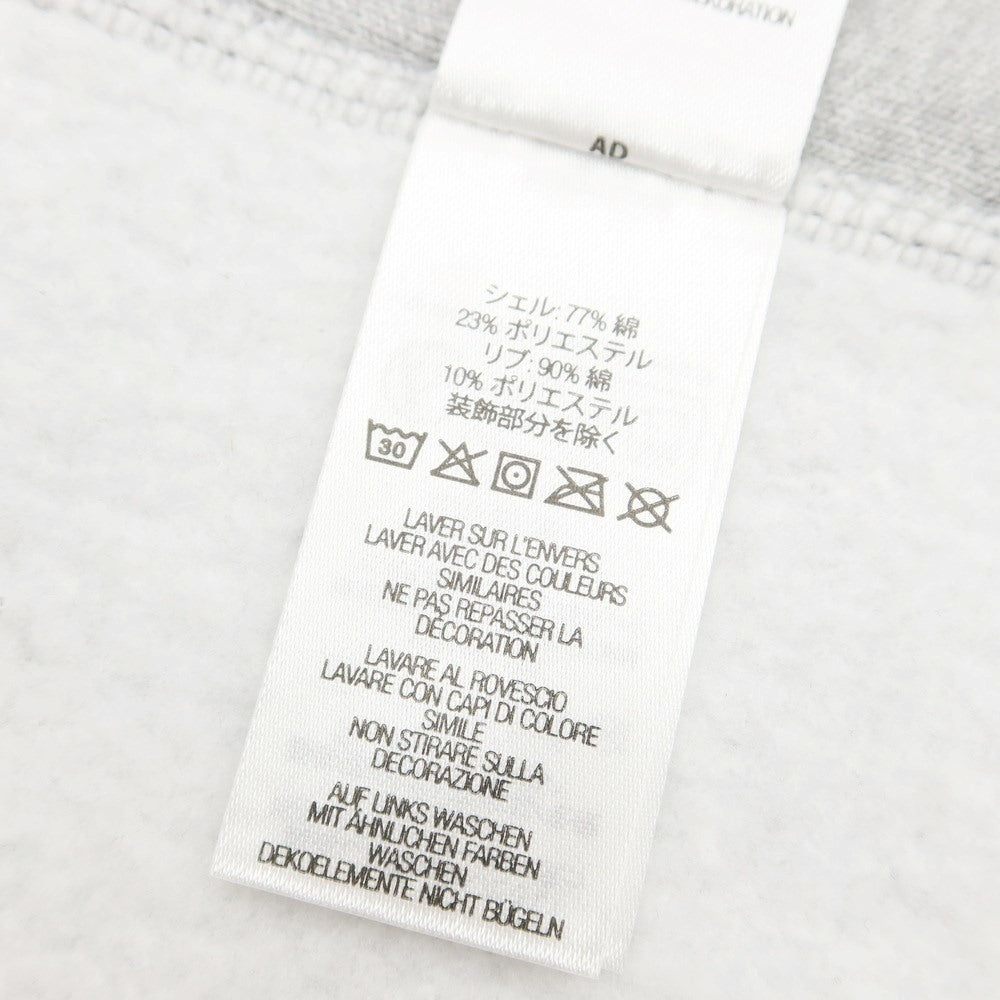 AD
シェル: 77% 綿
23% ポリエステル
リブ: 90% 綿
10% ポリエステル
装飾部分を除く
30
LAVER SUR L'ENVERS
LAVER AVEC DES COULEURS
SIMILAIRES
NE PAS REPASSER LA
DÉCORATION
LAVARE AL ROVESCIO
LAVARE CON CAPI DI COLORE
SIMILE
NON STIRARE SULLA
DECORAZIONE
AUF LINKS WASCHEN
MIT ÄHNLICHEN FARBEN
WASCHEN
DEKOELEMENTE NICHT BÜGELN